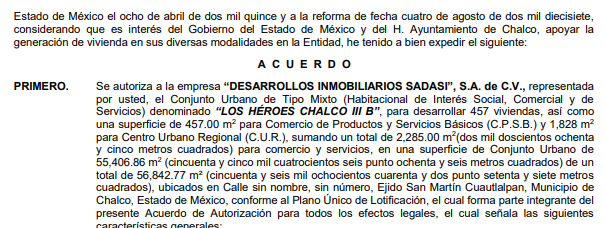 Estado de México el ocho de abril de dos mil quince y a la reforma de fecha cuatro de agosto de dos mil diecisiete,
considerando que es interés del Gobierno del Estado de México y del H. Ayuntamiento de Chalco, apoyar la
generación de vivienda en sus diversas modalidades en la Entidad, he tenido a bien expedir el siguiente:
A C U E R D O
PRIMERO. Se autoriza a la empresa “DESARROLLOS INMOBILIARIOS SADASI”, S.A. de C.V., representada
por usted, el Conjunto Urbano de Tipo Mixto (Habitacional de Interés Social, Comercial y de
Servicios) denominado “LOS HÉROES CHALCO III B”, para desarrollar 457 viviendas, así como
una superficie de 457.00 m² para Comercio de Productos y Servicios Básicos (C.P.S.B.) y 1,828 m²
para Centro Urbano Regional (C.U.R.), sumando un total de 2,285.00 m²(dos mil doscientos ochenta
y cinco metros cuadrados) para comercio y servicios, en una superficie de Conjunto Urbano de
55,406.86 m² (cincuenta y cinco mil cuatrocientos seis punto ochenta y seis metros cuadrados) de un
total de 56,842.77 m² (cincuenta y seis mil ochocientos cuarenta y dos punto setenta y siete metros
cuadrados), ubicados en Calle sin nombre, sin número, Ejido San Martín Cuautlalpan, Municipio de
Chalco, Estado de México, conforme al Plano Único de Lotificación, el cual forma parte integrante del
presente Acuerdo de Autorización para todos los efectos legales, el cual señala las siguientes
características generales: